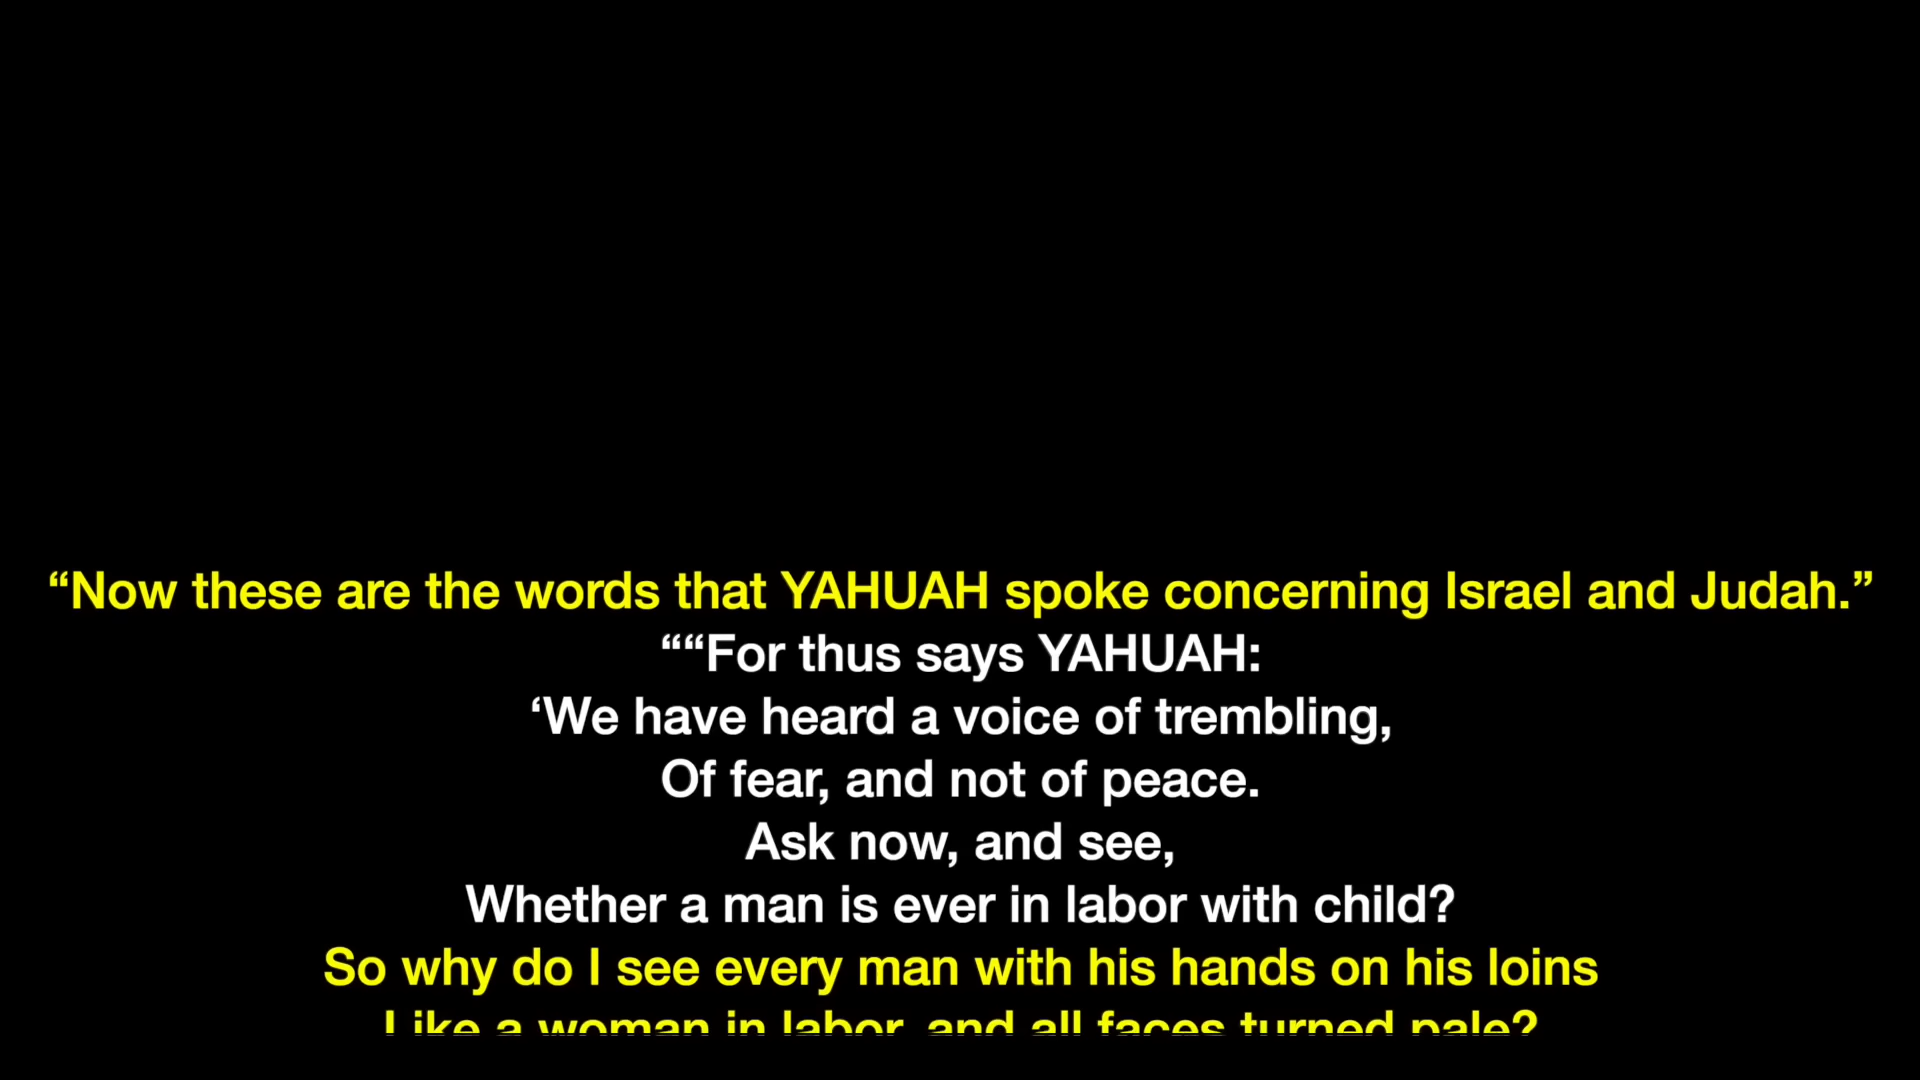 “Now these are the words that YAHUAH spoke concerning Israel and Judah.”
““For thus says YAHUAH:
‘We have heard a voice of trembling,
Of fear, and not of peace.
Ask now, and see,
Whether a man is ever in labor with child?
So why do I see every man with his hands on his loins
Like a woman in labor, and all faces turned pale?